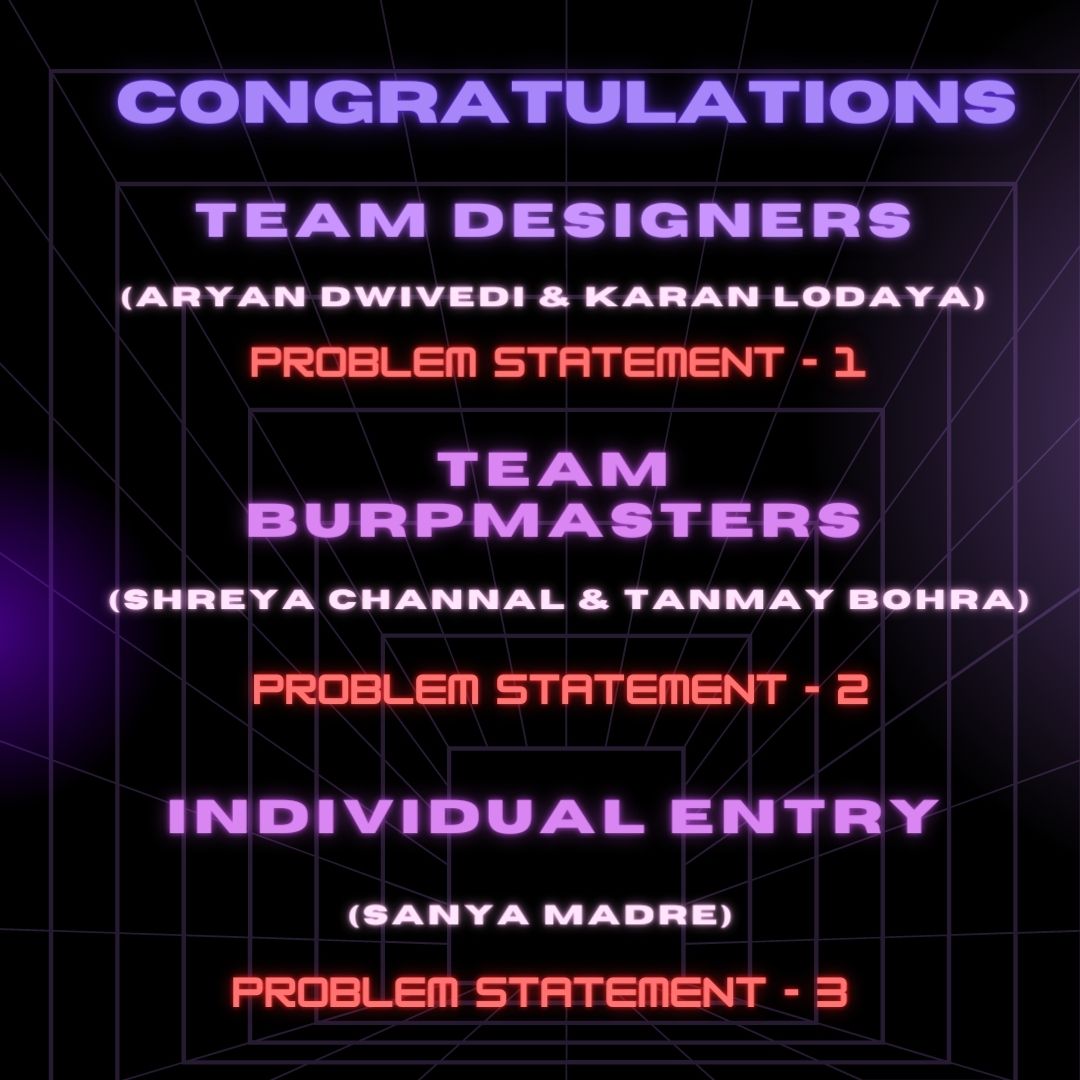 CONGRATULATIONS
TEAM DESIGNERS
(ARYAN DWIVEDI & KARAN LODAYA)
PROBLEM STATEMENT - 1
TEAM
BURPMASTERS
(SHREYA CHANNAL & TANMAY BOHRA)
PROBLEM STATEMENT - 2
INDIVIDUAL ENTRY
(SANYA MADRE)
PROBLEM STATEMENT - 3